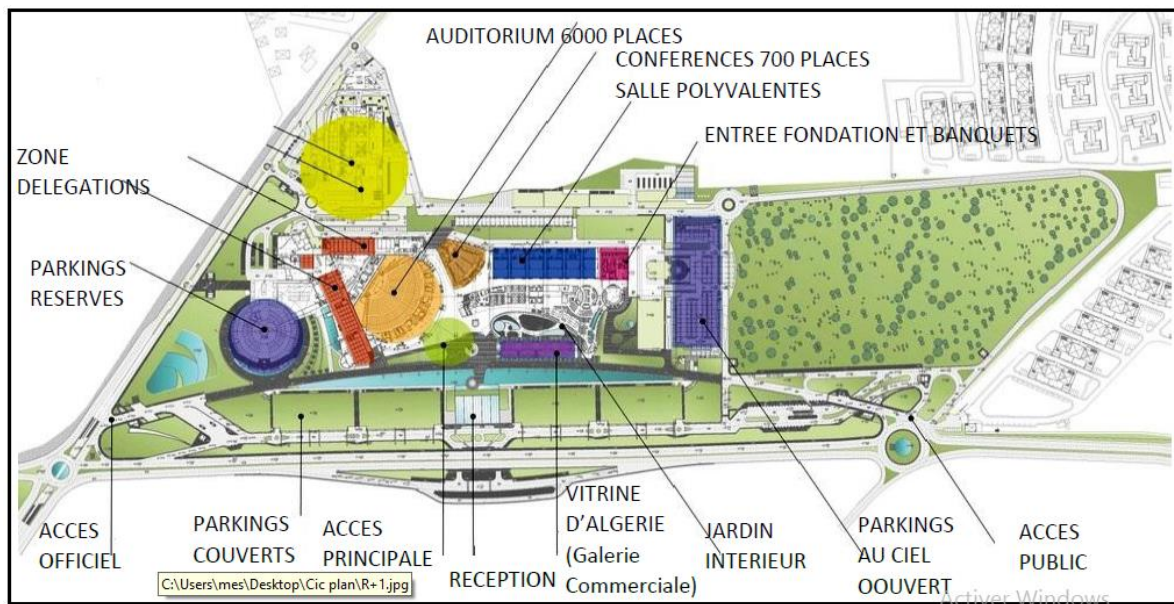 AUDITORIUM 6000 PLACES
CONFERENCES 700 PLACES
SALLE POLYVALENTES
ENTREE FONDATION ET BANQUETS
ZONE
DELEGATIONS
PARKINGS
RESERVES
ACCES
OFFICIEL
PARKINGS
COUVERTS
ACCES
PRINCIPALE
RECEPTION
VITRINE
D'ALGERIE
(Galerie
Commerciale)
JARDIN
INTERIEUR
PARKINGS
AU CIEL
OOUVERT
ACCES
PUBLIC
C:\Users\mes\Desktop\Cic plan\R+1.jpg
Activer Windows